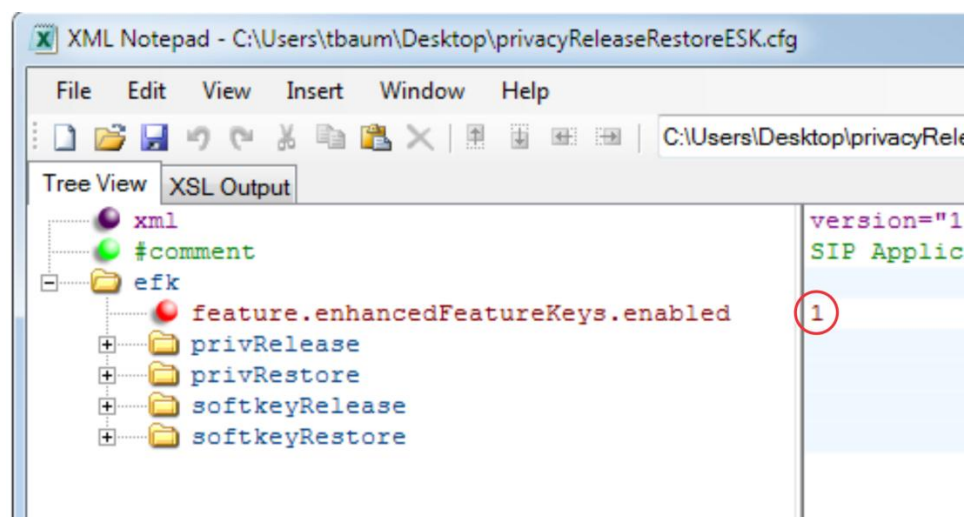 XML Notepad - C:\Users\tbaum\Desktop\privacyReleaseRestoreESK.cfg
File Edit View Insert Window Help
C:\Users\Desktop\privacyRele
Tree View XSL Output
xml version="1
#comment SIP Applic
efk
feature.enhancedFeatureKeys.enabled 1
privRelease
privRestore
softkeyRelease
softkeyRestore